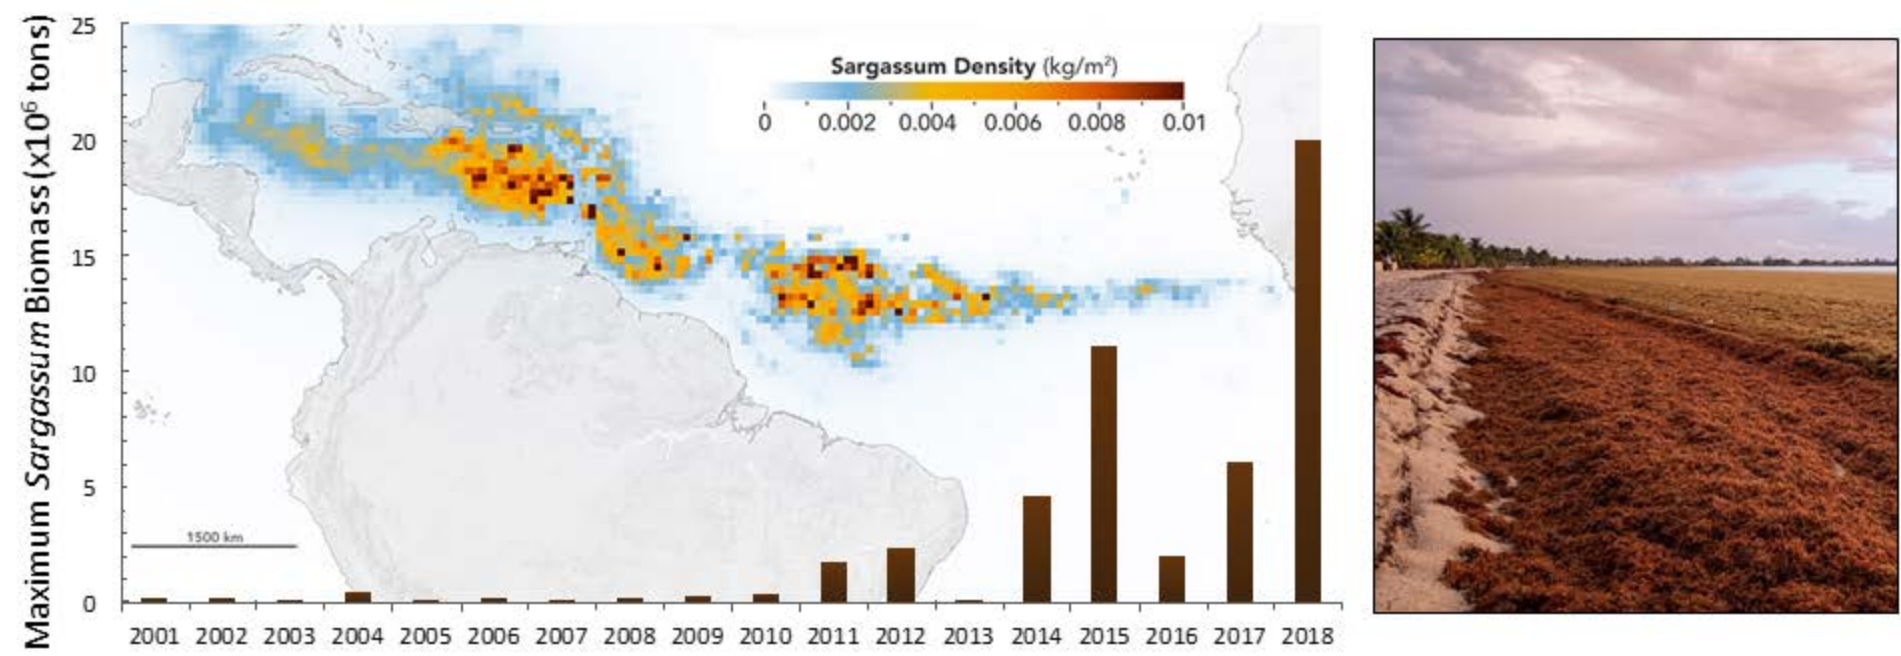 Maximum Sargassum Biomass (x10⁶ tons)
25
20
15
10
5
0
Sargassum Density (kg/m²)
0 0.002 0.004 0.006 0.008 0.01
1500 km
2001 2002 2003 2004 2005 2006 2007 2008 2009 2010 2011 2012 2013 2014 2015 2016 2017 2018